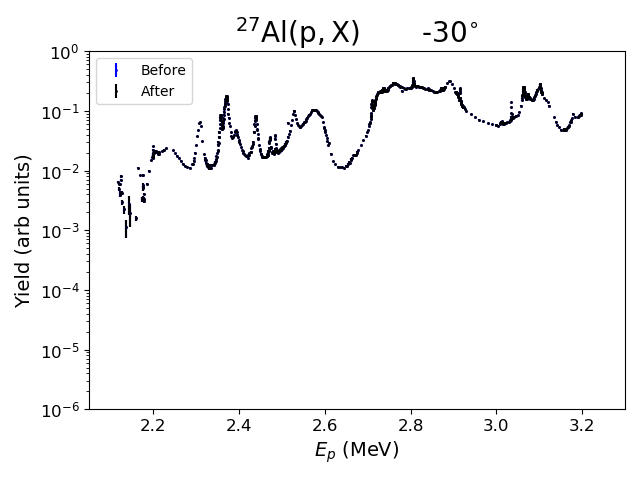 ²⁷Al(p, X) -30°
10⁰
10⁻¹
10⁻²
10⁻³
10⁻⁴
10⁻⁵
10⁻⁶
Yield (arb units)
Before
After
2.2 2.4 2.6 2.8 3.0 3.2
Eₚ (MeV)